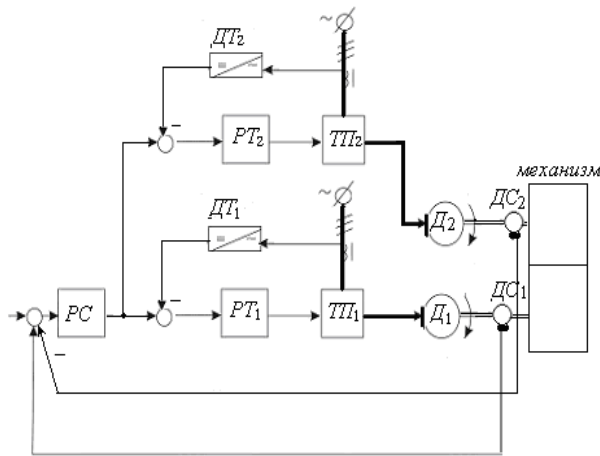 ~
ДТ₂
= ~
–
РТ₂
ТП₂
механизм
~
ДТ₁
Д₂
ДС₂
= ~
–
РС
РТ₁
ТП₁
Д₁
ДС₁
–